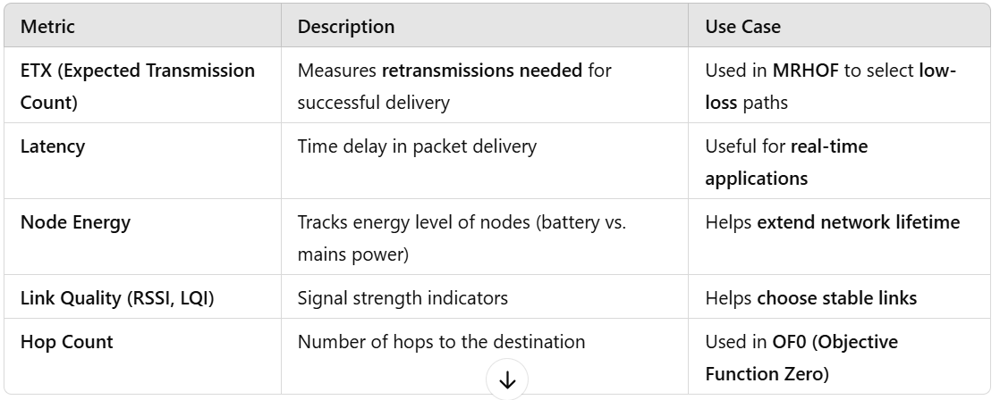 Metric Description Use Case
ETX (Expected Transmission Measures retransmissions needed for Used in MRHOF to select low-
Count) successful delivery loss paths
Latency Time delay in packet delivery Useful for real-time
applications
Node Energy Tracks energy level of nodes (battery vs. Helps extend network lifetime
mains power)
Link Quality (RSSI, LQI) Signal strength indicators Helps choose stable links
Hop Count Number of hops to the destination Used in OF0 (Objective
Function Zero)